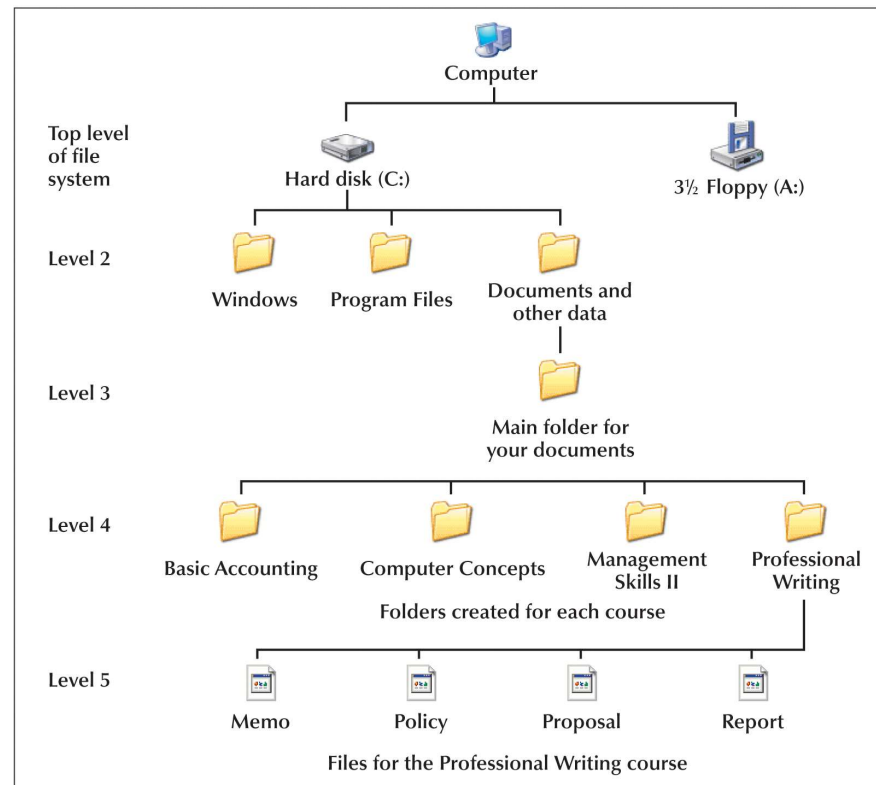 Computer
Top level
of file
system
Hard disk (C:)
3½ Floppy (A:)
Level 2
Windows
Program Files
Documents and
other data
Level 3
Main folder for
your documents
Level 4
Basic Accounting
Computer Concepts
Management
Skills II
Professional
Writing
Folders created for each course
Level 5
Memo
Policy
Proposal
Report
Files for the Professional Writing course